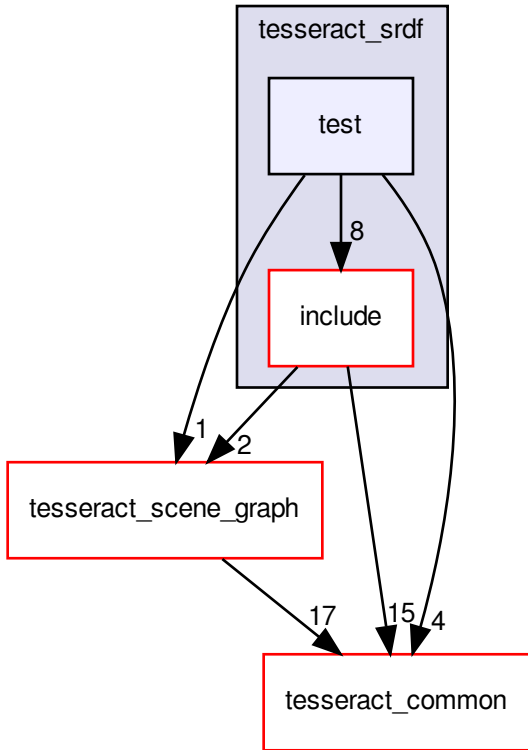 tesseract_srdf
test
8
include
1
2
tesseract_scene_graph
17
15
4
tesseract_common